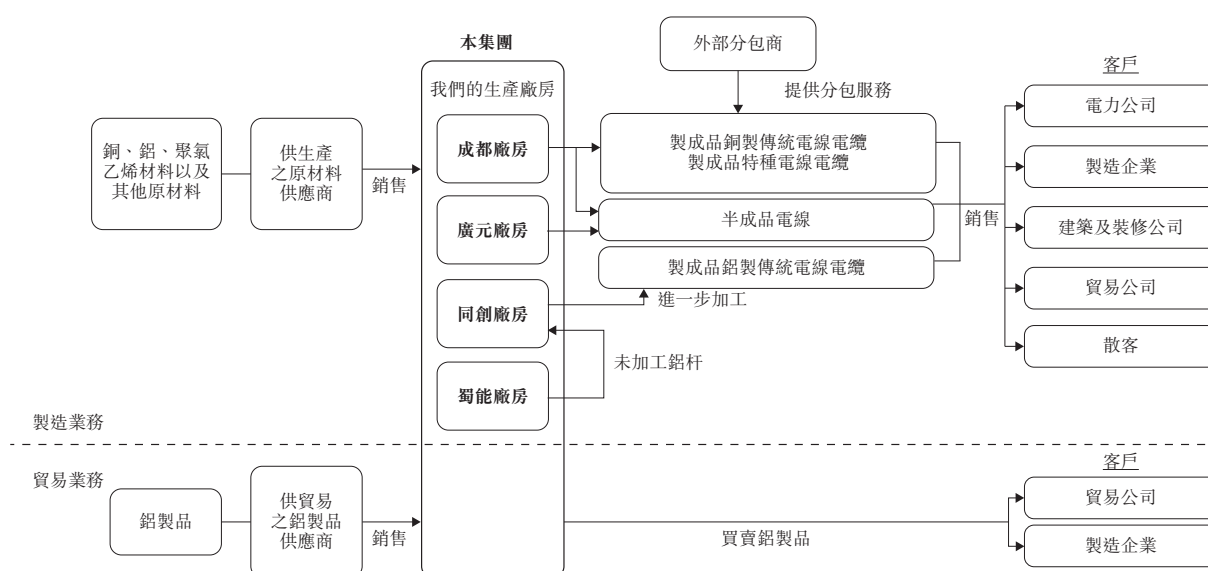 本集團
外部分包商
客戶
我們的生產廠房
提供分包服務
電力公司
銅、鋁、聚氯
乙烯材料以及
其他原材料
供生產
之原材料
供應商
銷售
成都廠房
製成品銅製傳統電線電纜
製成品特種電線電纜
製造企業
廣元廠房
半成品電線
銷售
建築及裝修公司
製成品鋁製傳統電線電纜
同創廠房
進一步加工
貿易公司
散客
未加工鋁杆
蜀能廠房
製造業務
貿易業務
客戶
鋁製品
供貿易
之鋁製品
供應商
銷售
買賣鋁製品
貿易公司
製造企業